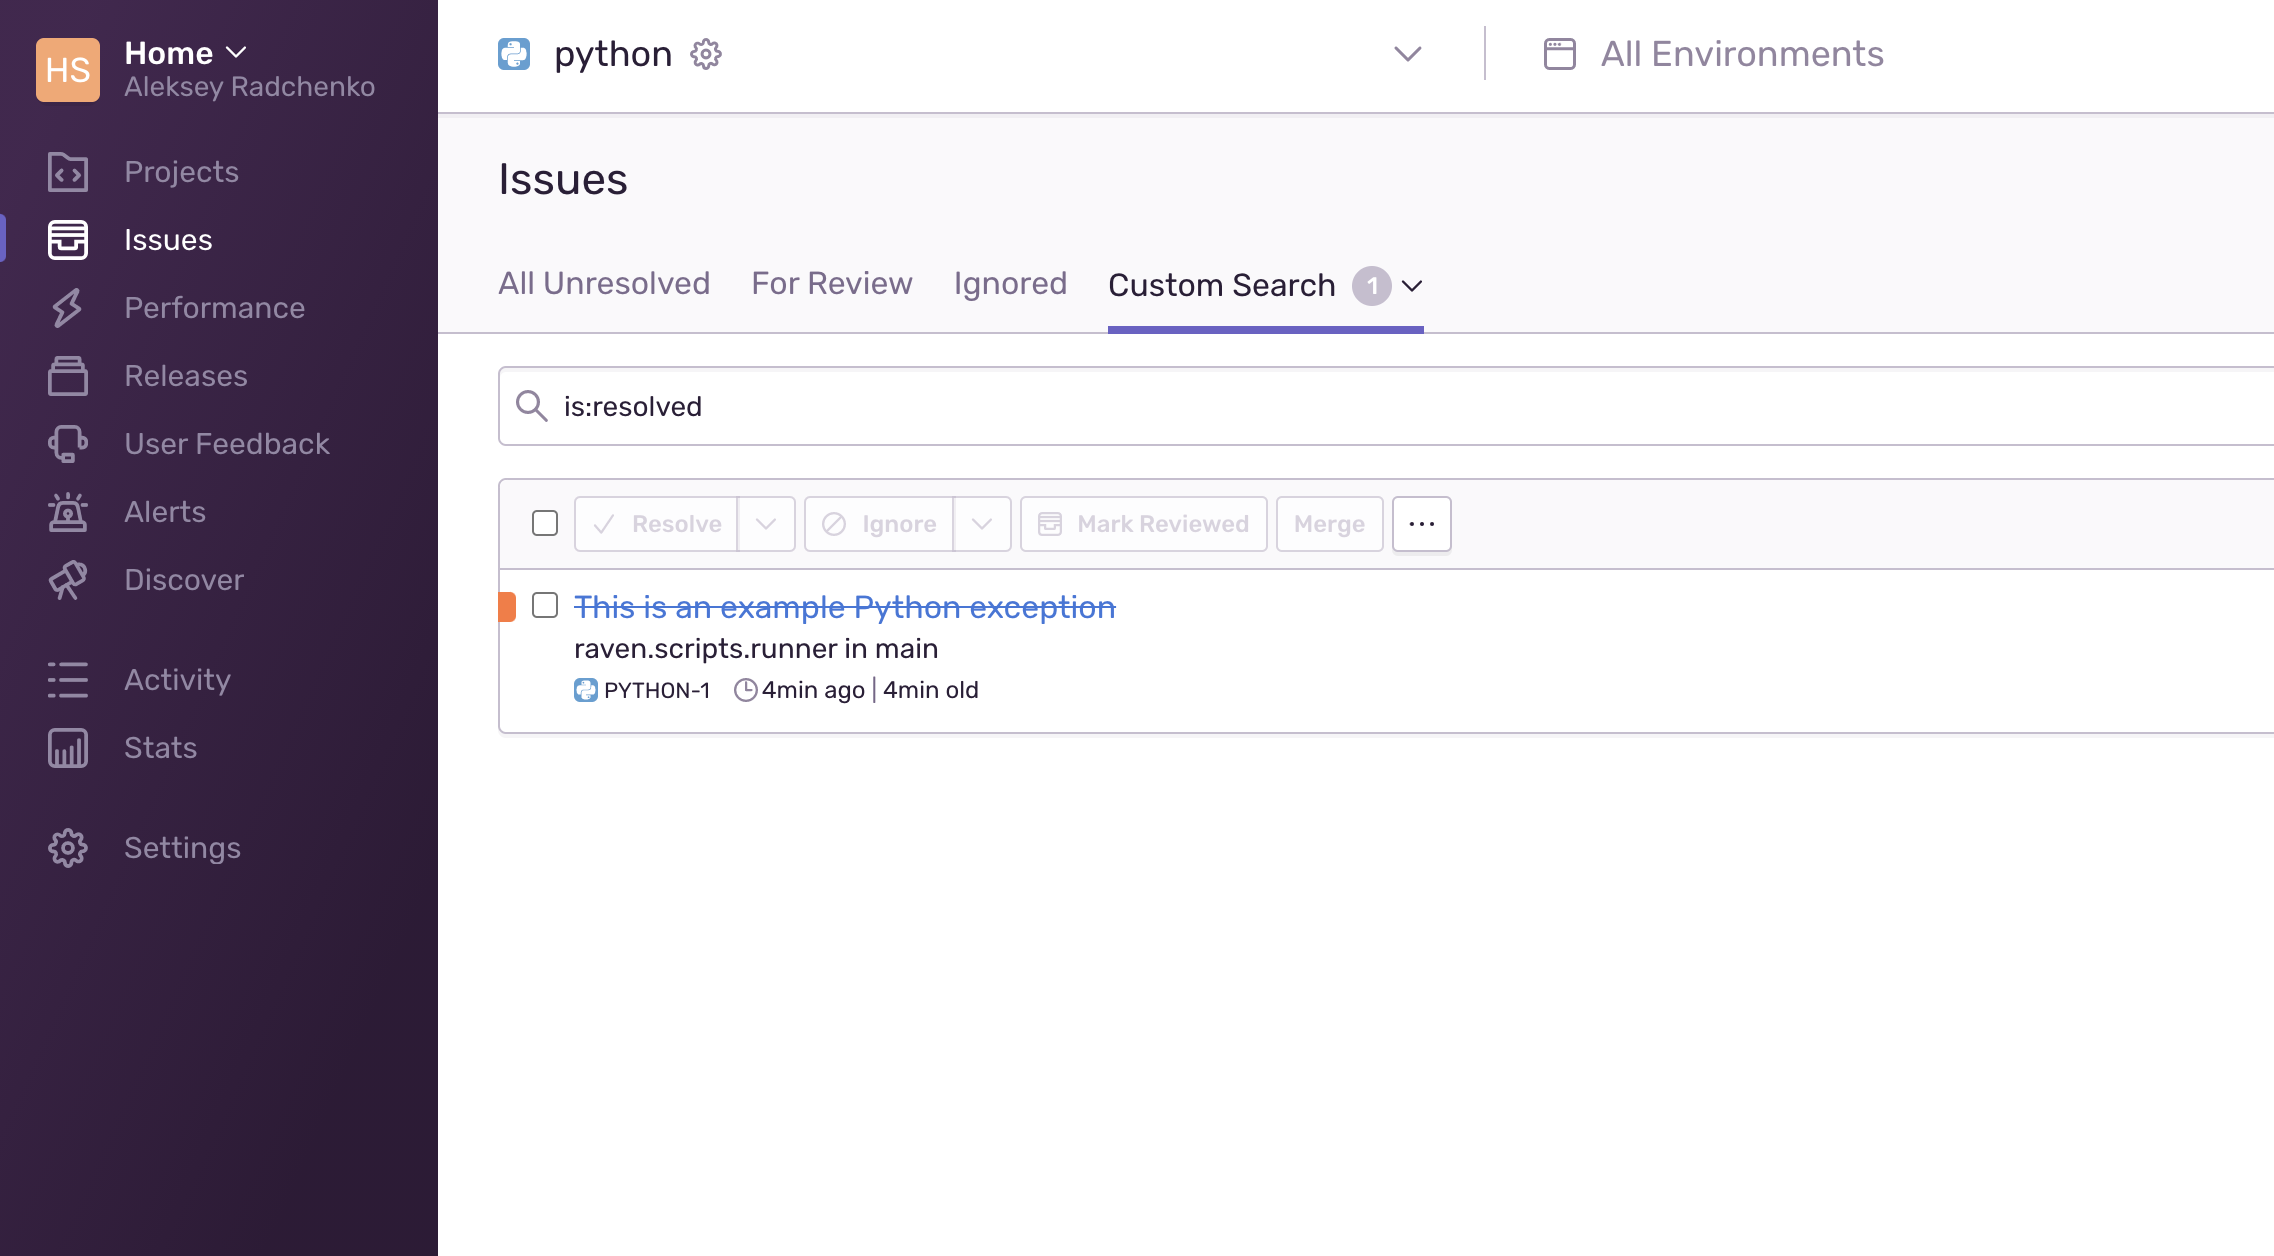 HS
Home
Aleksey Radchenko
Projects
Issues
Performance
Releases
User Feedback
Alerts
Discover
Activity
Stats
Settings
python
All Environments
Issues
All Unresolved For Review Ignored Custom Search 1
is:resolved
Resolve Ignore Mark Reviewed Merge ...
This is an example Python exception
raven.scripts.runner in main
PYTHON-1 4min ago | 4min old